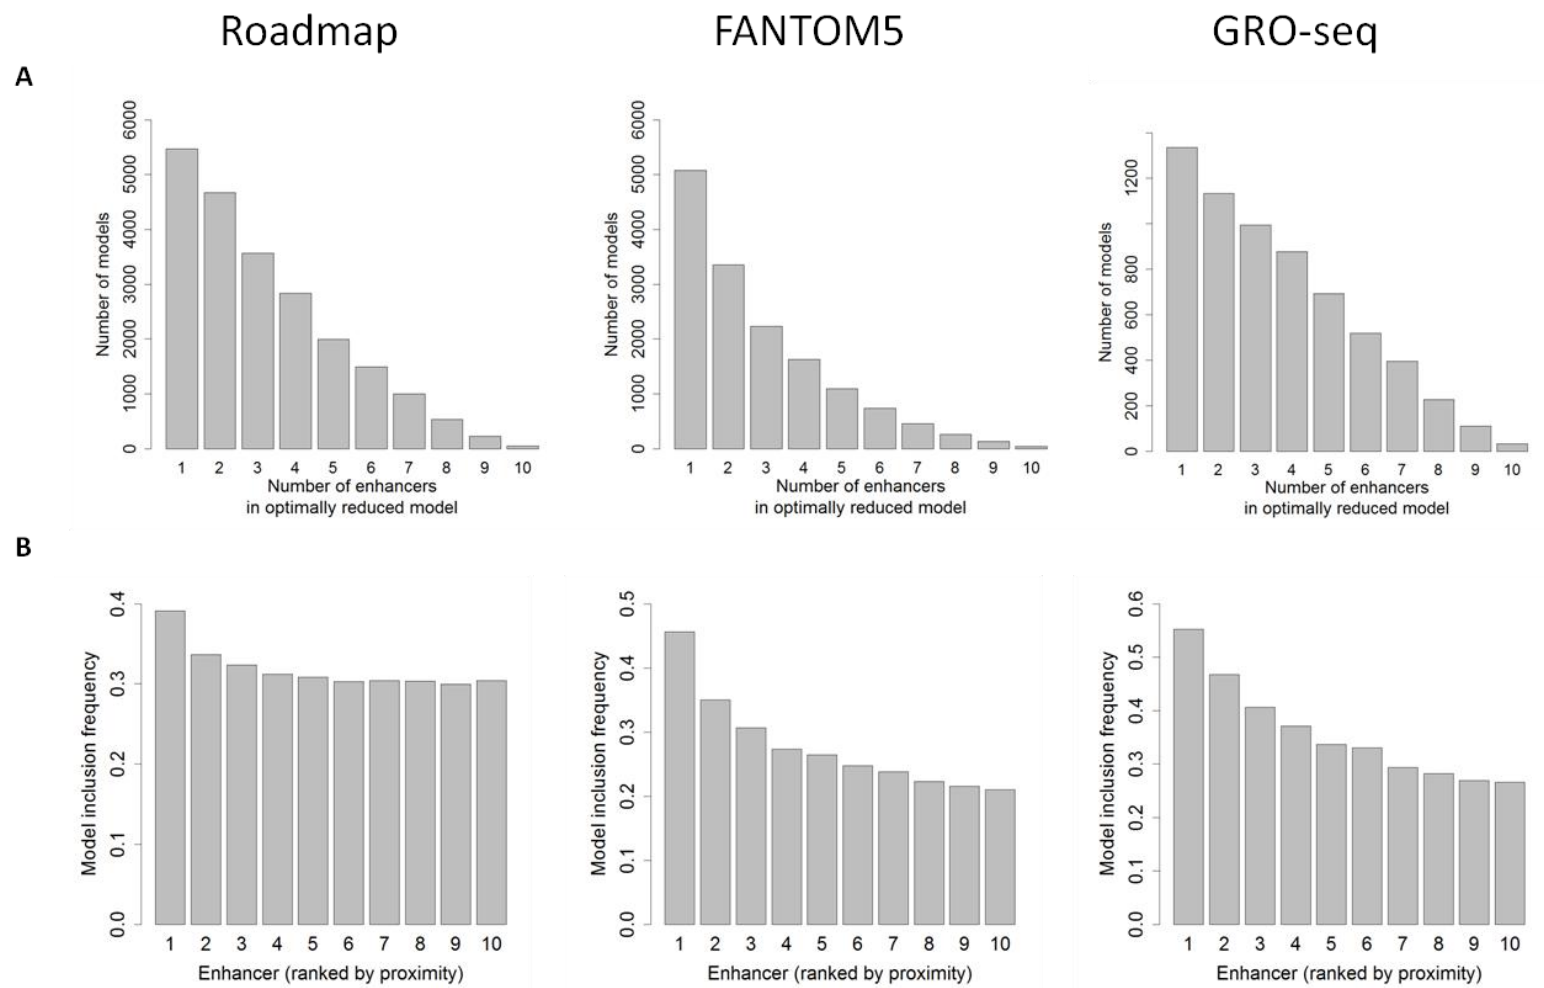 Roadmap
FANTOM5
GRO-seq
A
6000
5000
4000
3000
2000
1000
0
Number of models
1 2 3 4 5 6 7 8 9 10
Number of enhancers
in optimally reduced model
6000
5000
4000
3000
2000
1000
0
Number of models
1 2 3 4 5 6 7 8 9 10
Number of enhancers
in optimally reduced model
1200
800
600
400
200
0
Number of models
1 2 3 4 5 6 7 8 9 10
Number of enhancers
in optimally reduced model
B
0.4
0.3
0.2
0.1
0.0
Model inclusion frequency
1 2 3 4 5 6 7 8 9 10
Enhancer (ranked by proximity)
0.5
0.4
0.3
0.2
0.1
0.0
Model inclusion frequency
1 2 3 4 5 6 7 8 9 10
Enhancer (ranked by proximity)
0.6
0.5
0.4
0.3
0.2
0.1
0.0
Model inclusion frequency
1 2 3 4 5 6 7 8 9 10
Enhancer (ranked by proximity)